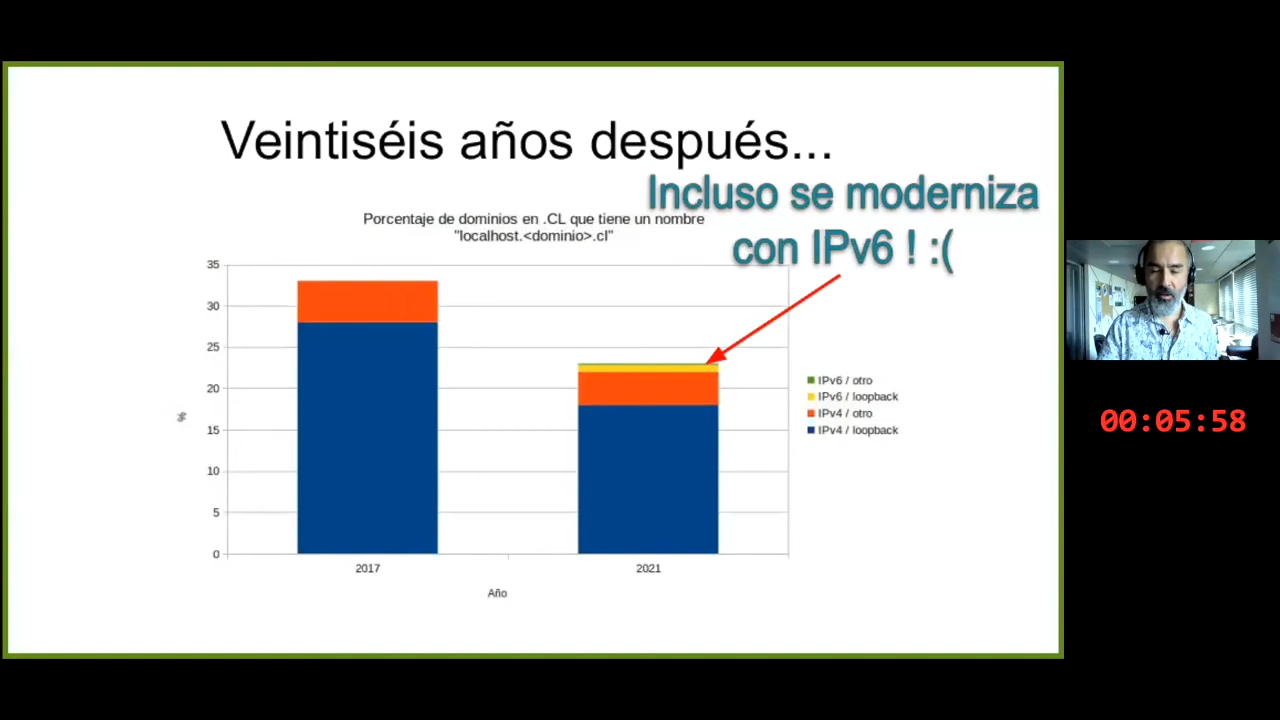 Veintiséis años después...
Incluso se moderniza
con IPv6 ! :(
Porcentaje de dominios en .CL que tiene un nombre
"localhost.<dominio>.cl"
35
30
25
20
15
10
5
0
%
2017
2021
Año
IPv6 / otro
IPv6 / loopback
IPv4 / otro
IPv4 / loopback
00:05:58